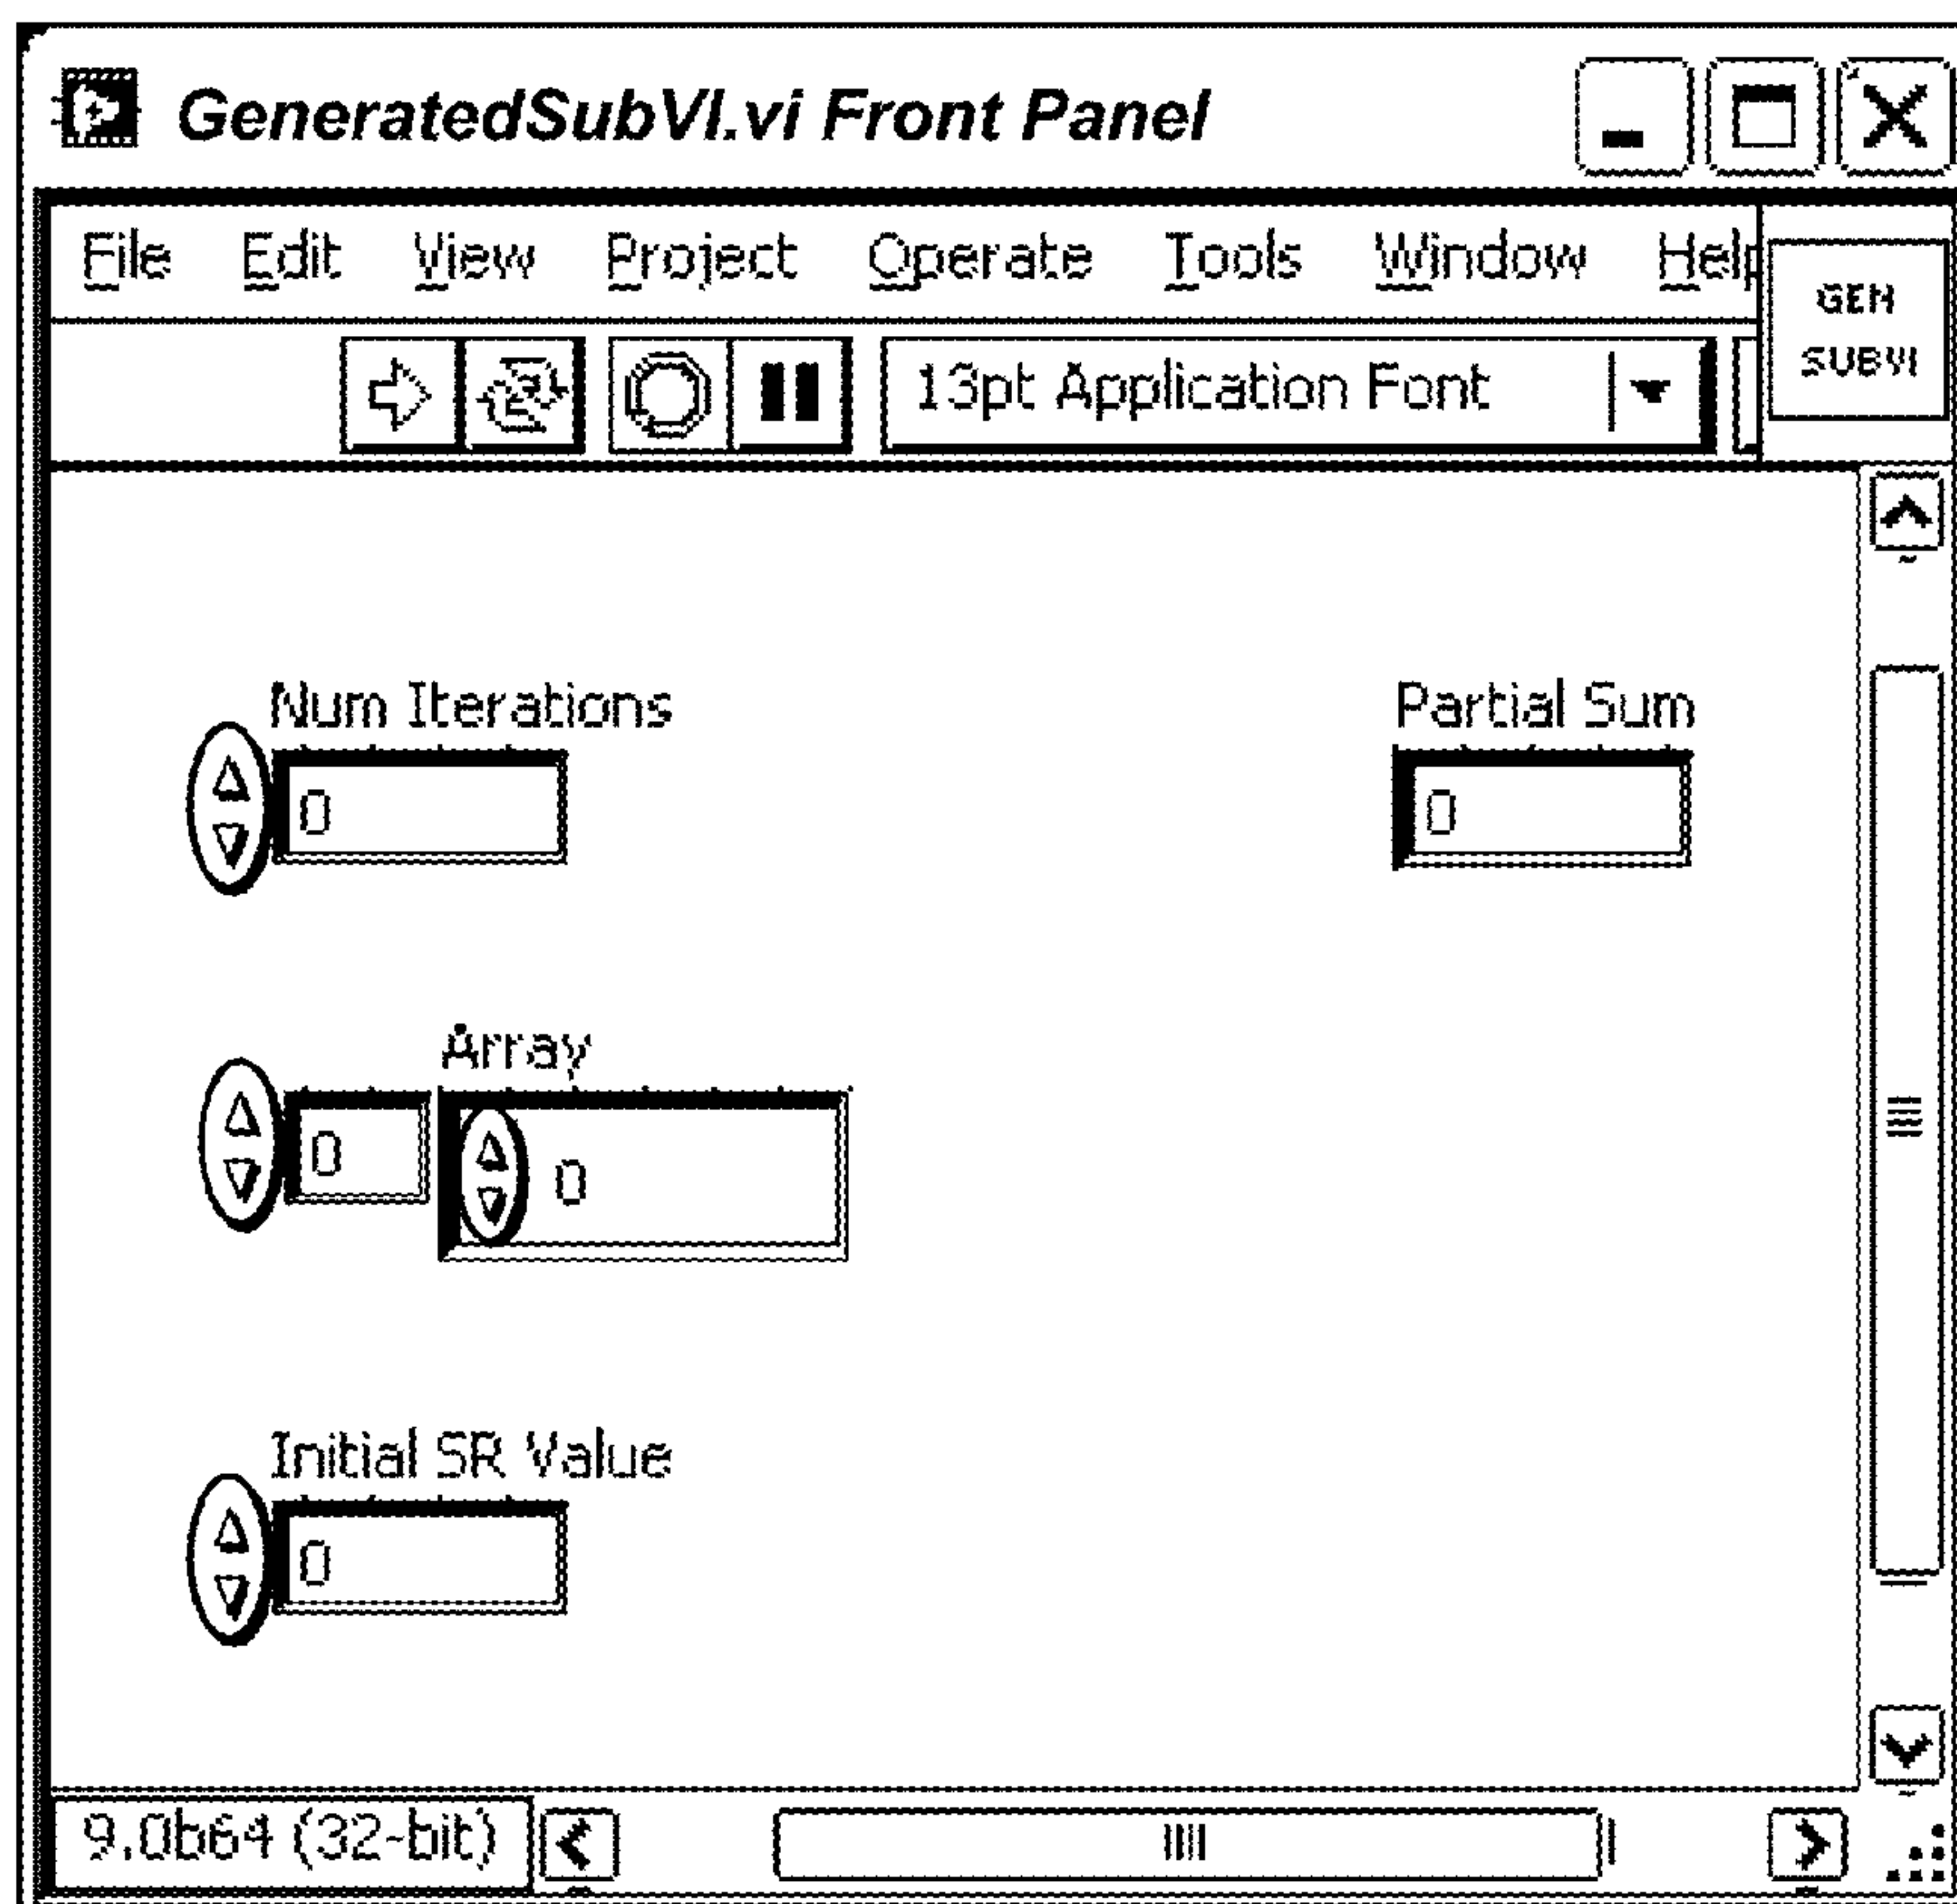 GeneratedSubVI.vi Front Panel
File Edit View Project Operate Tools Window Help
GEN
SUBVI
13pt Application Font
Num Iterations
0
Partial Sum
0
Array
0 0
Initial SR Value
0
9.0b64 (32-bit)